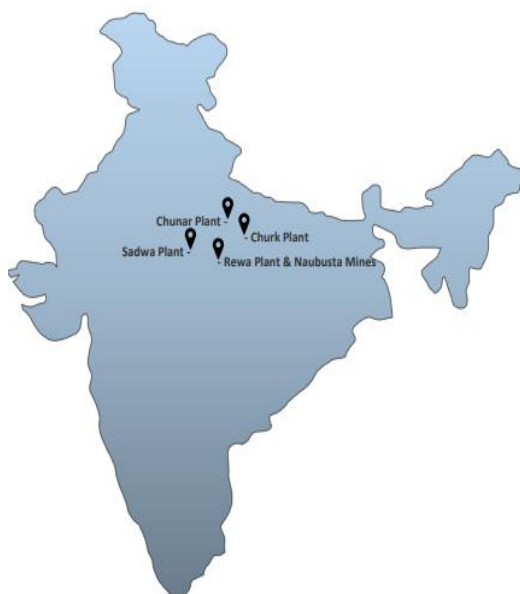 Chunar Plant -
- Churk Plant
Sadwa Plant -
- Rewa Plant & Naubusta Mines